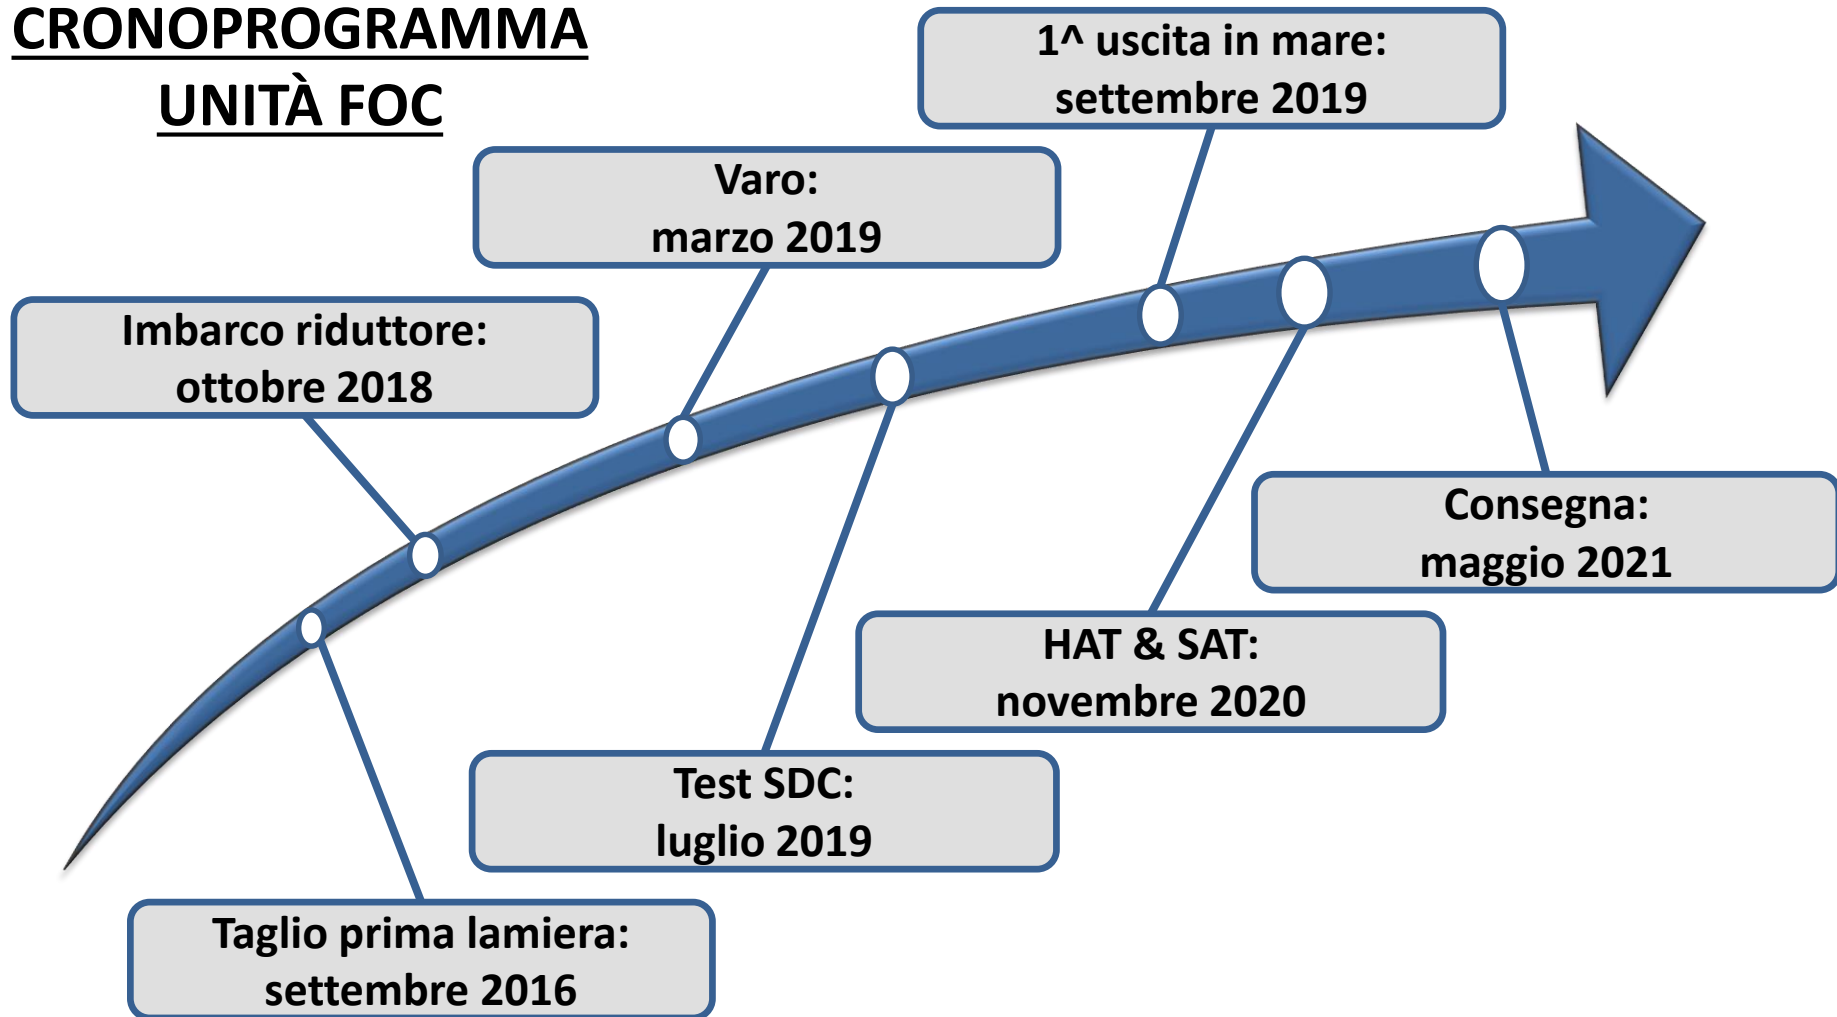 CRONOPROGRAMMA
UNITÀ FOC
1^ uscita in mare:
settembre 2019
Varo:
marzo 2019
Imbarco riduttore:
ottobre 2018
Consegna:
maggio 2021
HAT & SAT:
novembre 2020
Test SDC:
luglio 2019
Taglio prima lamiera:
settembre 2016